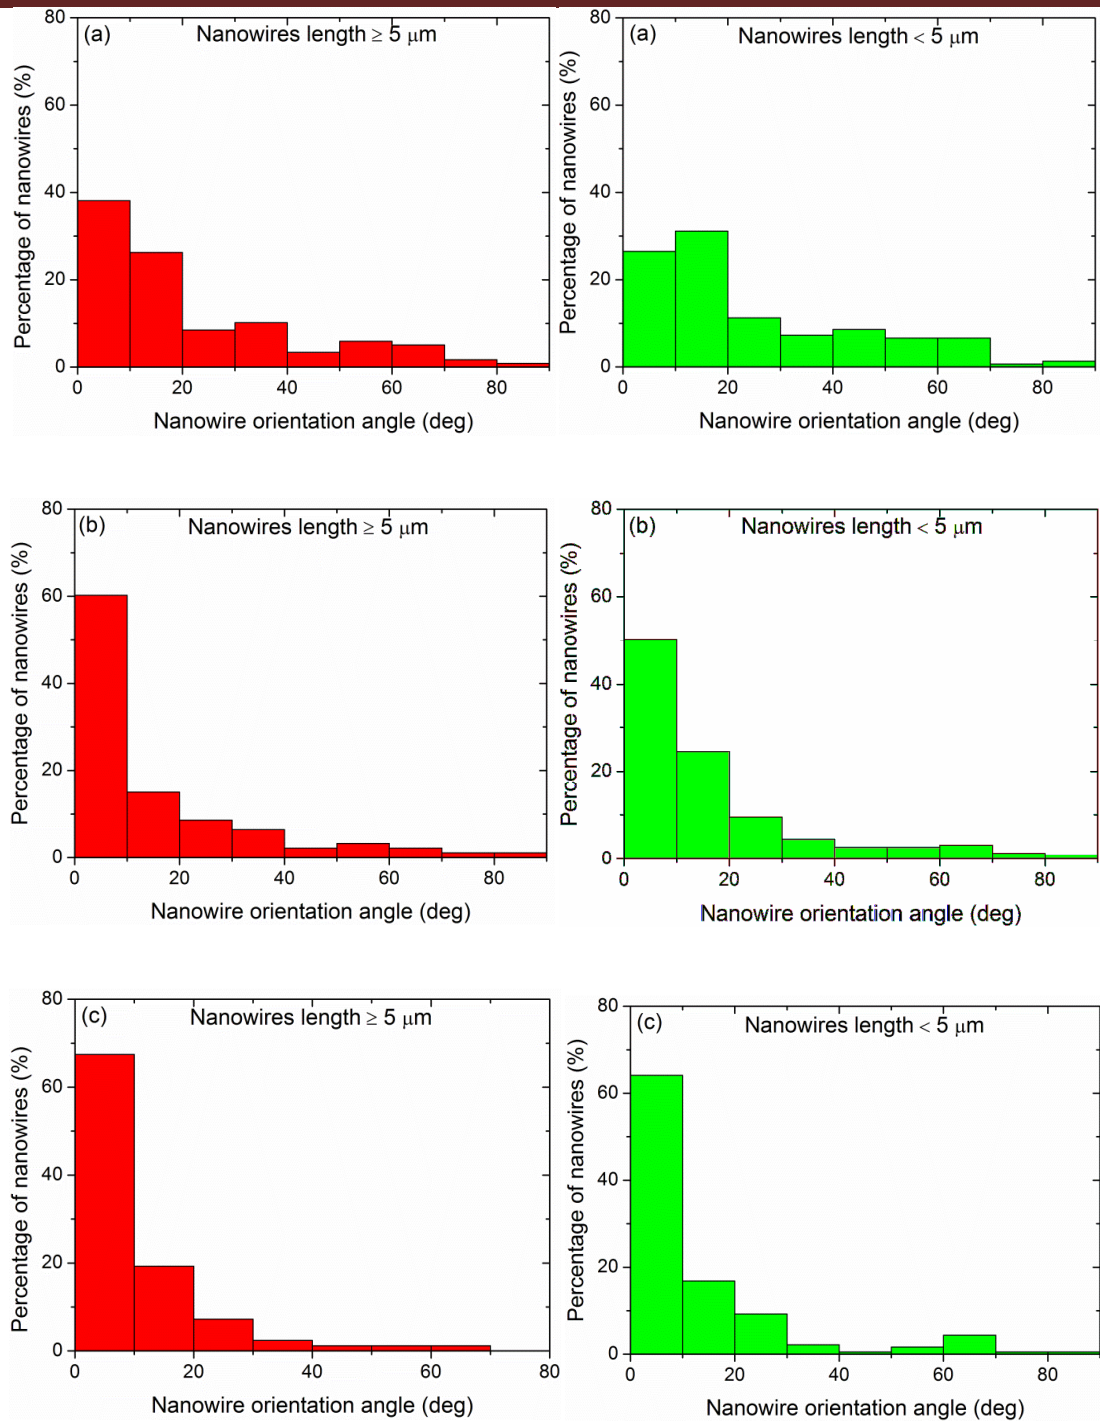 (a) Nanowires length ≥ 5 μm
80
60
40
20
0
Percentage of nanowires (%)
0 20 40 60 80
Nanowire orientation angle (deg)
(a) Nanowires length < 5 μm
80
60
40
20
0
Percentage of nanowires (%)
0 20 40 60 80
Nanowire orientation angle (deg)
(b) Nanowires length ≥ 5 μm
80
60
40
20
0
Percentage of nanowires (%)
0 20 40 60 80
Nanowire orientation angle (deg)
(b) Nanowires length < 5 μm
80
60
40
20
0
Percentage of nanowires (%)
0 20 40 60 80
Nanowire orientation angle (deg)
(c) Nanowires length ≥ 5 μm
80
60
40
20
0
Percentage of nanowires (%)
0 20 40 60 80
Nanowire orientation angle (deg)
(c) Nanowires length < 5 μm
80
60
40
20
0
Percentage of nanowires (%)
0 20 40 60 80
Nanowire orientation angle (deg)